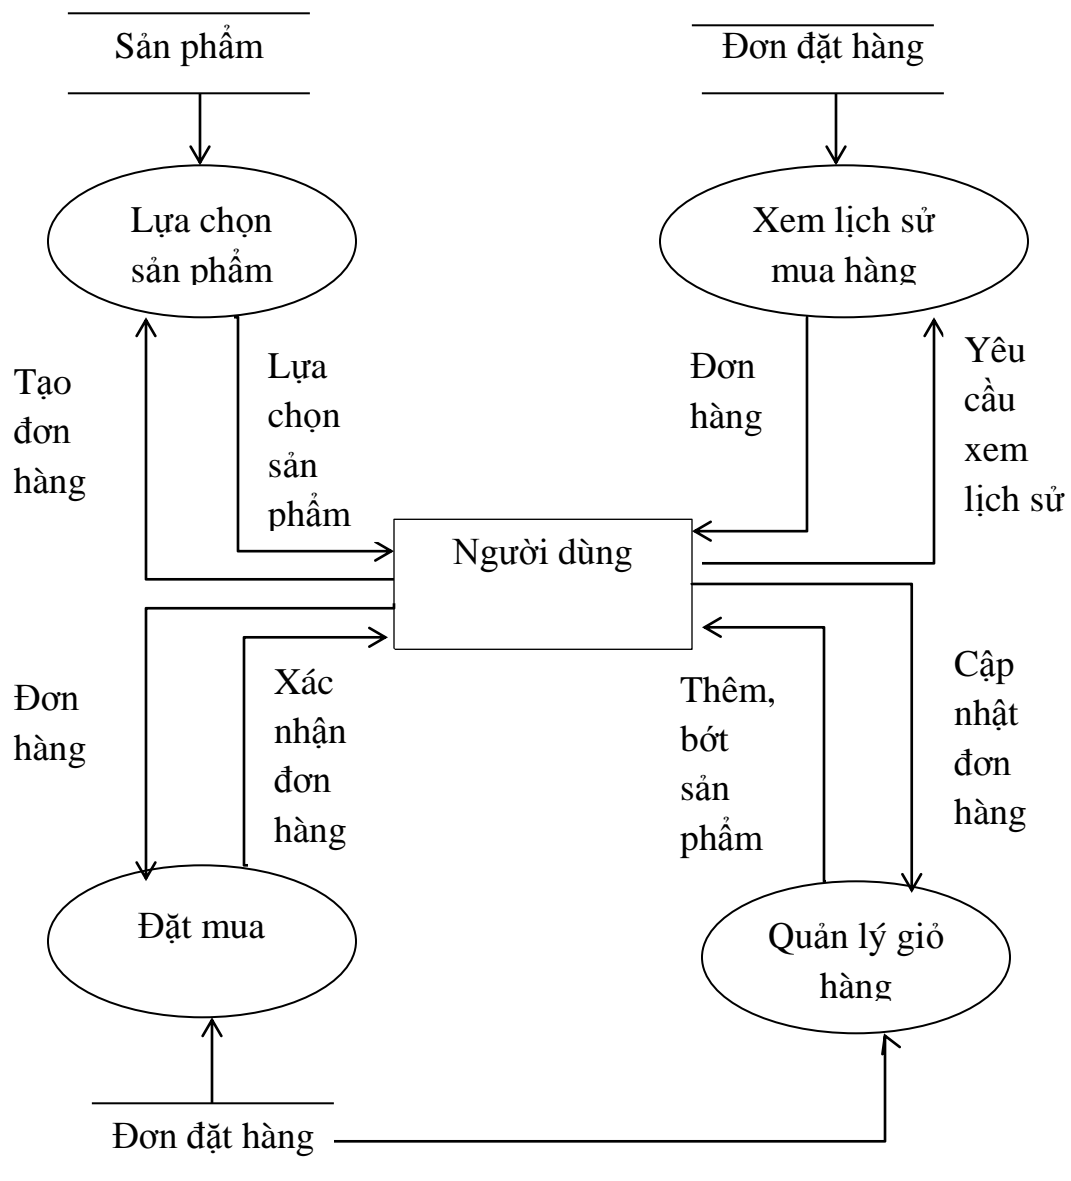 Sản phẩm
Đơn đặt hàng
Lựa chọn
sản phẩm
Xem lịch sử
mua hàng
Tạo
đơn
hàng
Lựa
chọn
sản
phẩm
Đơn
hàng
Yêu
cầu
xem
lịch sử
Người dùng
Đơn
hàng
Xác
nhận
đơn
hàng
Thêm,
bớt
sản
phẩm
Cập
nhật
đơn
hàng
Đặt mua
Quản lý giỏ
hàng
Đơn đặt hàng